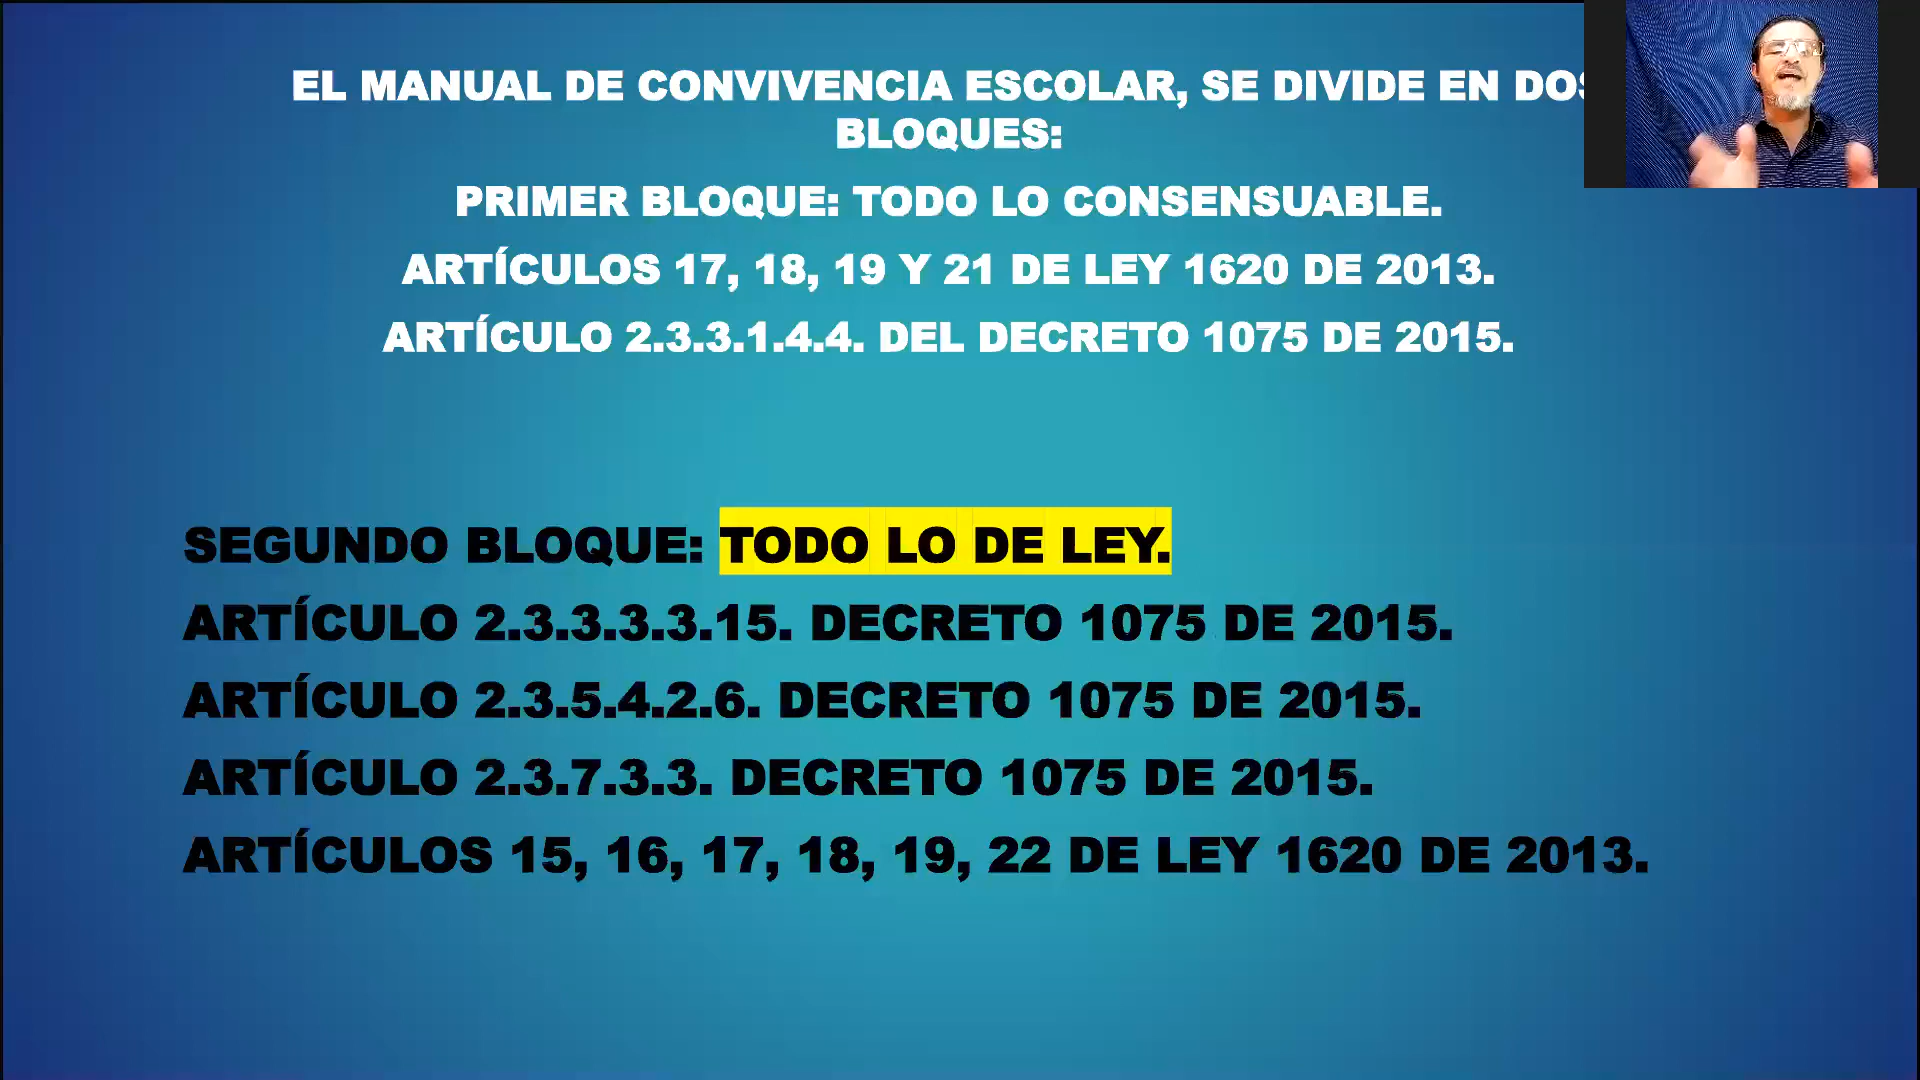 EL MANUAL DE CONVIVENCIA ESCOLAR, SE DIVIDE EN DOS
BLOQUES:
PRIMER BLOQUE: TODO LO CONSENSUABLE.
ARTÍCULOS 17, 18, 19 Y 21 DE LEY 1620 DE 2013.
ARTÍCULO 2.3.3.1.4.4. DEL DECRETO 1075 DE 2015.
SEGUNDO BLOQUE: TODO LO DE LEY.
ARTÍCULO 2.3.3.3.3.15. DECRETO 1075 DE 2015.
ARTÍCULO 2.3.5.4.2.6. DECRETO 1075 DE 2015.
ARTÍCULO 2.3.7.3.3. DECRETO 1075 DE 2015.
ARTÍCULOS 15, 16, 17, 18, 19, 22 DE LEY 1620 DE 2013.